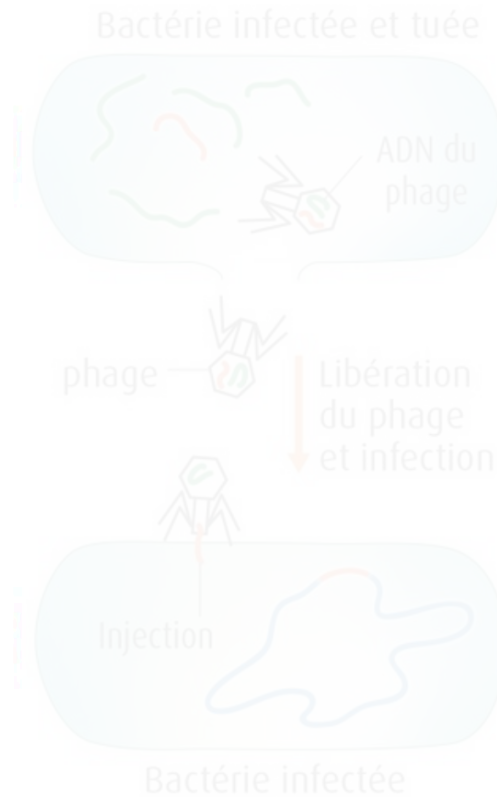 Bactérie infectée et tuée
ADN du
phage
phage
Libération
du phage
et infection
Injection
Bactérie infectée